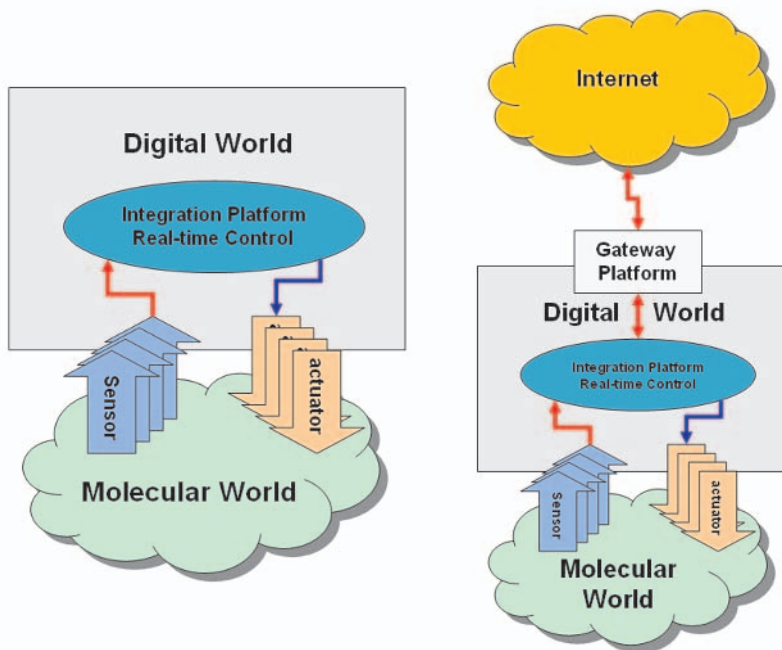 Digital World
Integration Platform
Real-time Control
Sensor
actuator
Molecular World
Internet
Gateway
Platform
Digital World
Integration Platform
Real-time Control
Sensor
actuator
Molecular
World